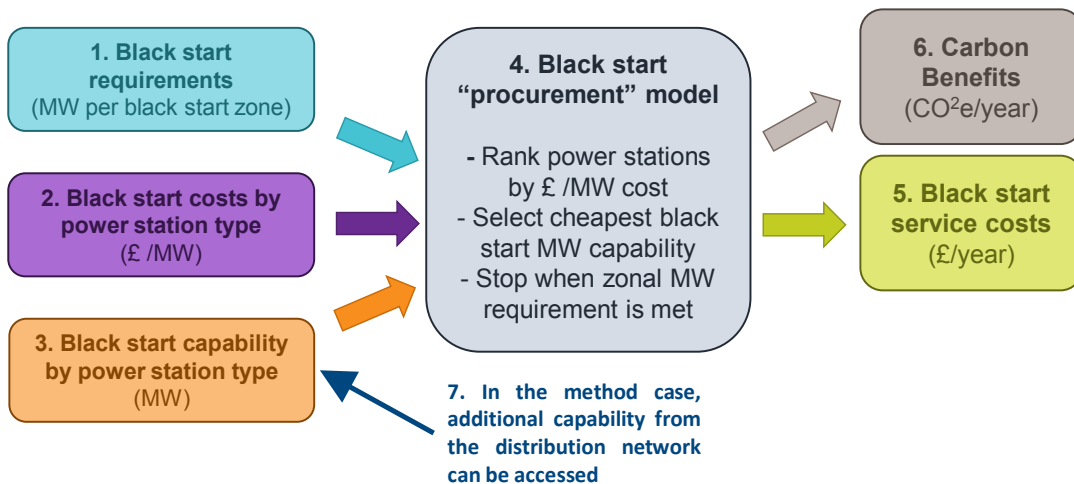 1. Black start
requirements
(MW per black start zone)
2. Black start costs by
power station type
(£ /MW)
3. Black start capability
by power station type
(MW)
4. Black start
“procurement” model
- Rank power stations
by £ /MW cost
- Select cheapest black
start MW capability
- Stop when zonal MW
requirement is met
6. Carbon
Benefits
(CO²e/year)
5. Black start
service costs
(£/year)
7. In the method case,
additional capability from
the distribution network
can be accessed